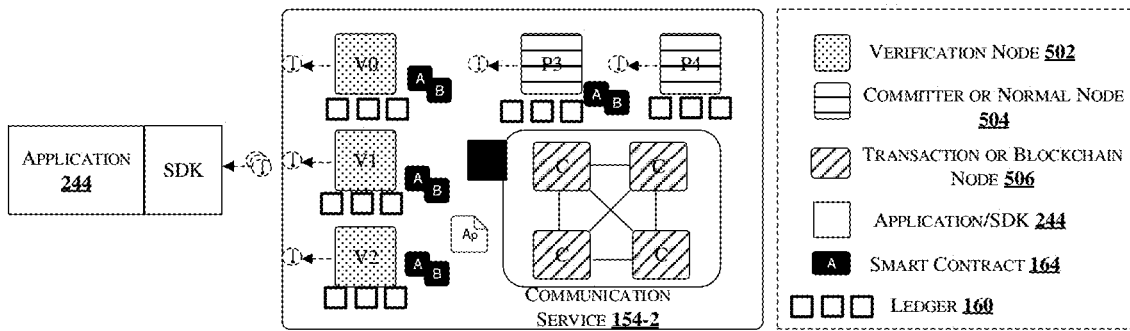 APPLICATION
244
SDK
V0
A
B
P3
A
B
P4
V1
A
B
V2
A
B
Ap
C
C
C
C
COMMUNICATION
SERVICE 154-2
VERIFICATION NODE 502
COMMITTER OR NORMAL NODE
504
TRANSACTION OR BLOCKCHAIN
NODE 506
APPLICATION/SDK 244
A
SMART CONTRACT 164
LEDGER 160